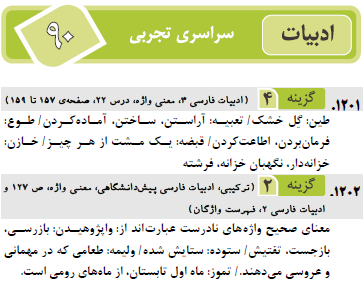 ادبیات
سراسری تجربی
۹۰
۱۲۰۱. گزینه ۴ (ادبیات فارسی ۳، معنی واژه، درس ۲۲، صفحه‌ی ۱۵۷ تا ۱۵۹)
طین: گِل خشک/ تعبیه: آراستن، ساختن، آماده‌کردن/ طوع:
فرمان‌بردن، اطاعت‌کردن/ قبضه: یک مشت از هر چیز/ خازن:
خزانه‌دار، نگهبان خزانه، فرشته
۱۲۰۲. گزینه ۲ (ترکیبی، ادبیات فارسی پیش‌دانشگاهی، معنی واژه، ص ۱۲۷ و
ادبیات فارسی ۲، فهرست واژگان)
معنای صحیح واژه‌های نادرست عبارت‌اند از: واپژوهیدن: بازرسی،
بازجست، تفتیش/ ستوده: ستایش شده/ ولیمه: طعامی که در مهمانی
و عروسی می‌دهند./ تموز: ماه اول تابستان، از ماه‌های رومی است.